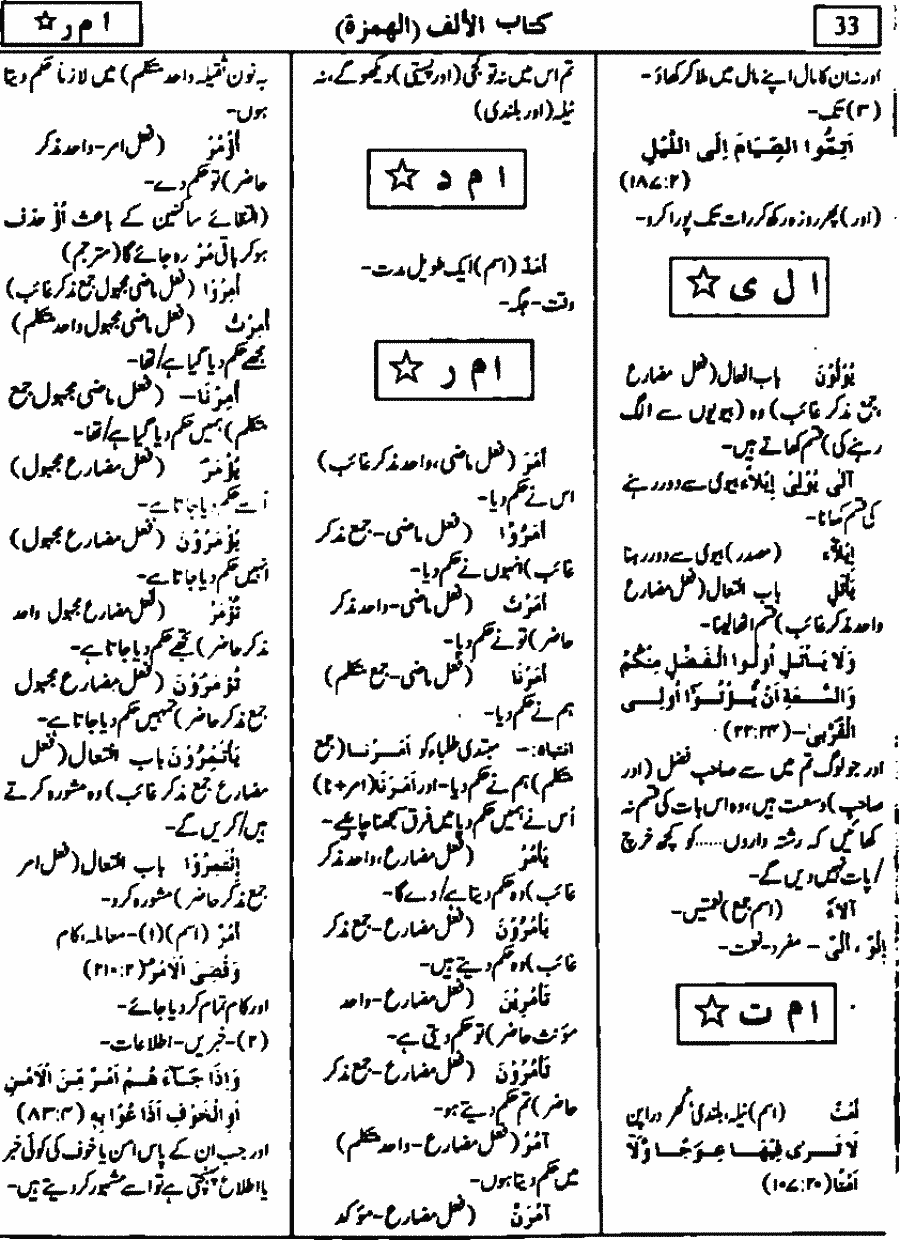 33
كتاب الألف (الهمزة)
ا م ر ☆
اور نہ ان کا مال اپنے مال میں ملا کر کھاؤ۔
(۳) تک۔
اَتِمُّوا الصِّيَامَ اِلَى اللَّيْلِ
(۱۸۷:۲)
(اور) پھر روزہ رکھ کر رات تک پورا کرو۔
ا ل ی ☆
يُؤْلُوْنَ باب افعال (فعل مضارع
جمع مذکر غائب) وہ (بیویوں سے الگ
رہنے کی) قسم کھاتے ہیں۔
آلٰى يُوْلِىْ اِيْلَاءً بیوی سے دور رہنے
کی قسم کھانا۔
اِيْلَاءٌ (مصدر) بیوی سے دور رہنا
يَأْتَلِ باب افتعال (فعل مضارع
واحد مذکر غائب) قسم اٹھا لینا۔
وَلَا يَأْتَلِ اُولُوا الْفَضْلِ مِنْكُمْ
وَالسَّعَةِ اَنْ يُّؤْتُوْا اُولِى
الْقُرْبٰى۔ (۲۲:۲۴)
اور جو لوگ تم میں سے صاحب فضل (اور
صاحب) وسعت ہیں، وہ اس بات کی قسم نہ
کھائیں کہ رشتہ داروں......کو کچھ خرچ
/پات نہیں دیں گے۔
آلَاءٌ (اسم جمع) نعمتیں۔
اِلْوٌ ، اَلْیٌ ۔ مفرد۔ نعمت۔
ا م ت ☆
اَمْتٌ (اسم) ٹیلہ، بلندی
لَا تَرٰى فِيْهَا عِوَجًا وَّلَآ
اَمْتًا (۱۰۷:۲۰)
تم اس میں نہ تو کجی (اور پستی) دیکھو گے، نہ
ٹیلہ (اور بلندی)
ا م د ☆
اَمَدٌ (اسم) ایک طویل مدت۔
وقت۔ جگہ۔
ا م ر ☆
اَمَرَ (فعل ماضی، واحد مذکر غائب)
اس نے حکم دیا۔
اَمَرُوْا (فعل ماضی۔ جمع مذکر
غائب) انہوں نے حکم دیا۔
اَمَرْتَ (فعل ماضی۔ واحد مذکر
حاضر) تو نے حکم دیا۔
اَمَرْنَا (فعل ماضی۔ جمع متکلم)
ہم نے حکم دیا۔
انتباہ:۔ مبتدی طلباء کو اَمَرْنَا (جمع
متکلم) ہم نے حکم دیا۔ اور اَمَرَنَا (امر+نا)
اُس نے ہمیں حکم دیا میں فرق سمجھنا چاہیے۔
يَأْمُرُ (فعل مضارع، واحد مذکر
غائب) وہ حکم دیتا ہے/ دے گا۔
يَأْمُرُوْنَ (فعل مضارع۔ جمع مذکر
غائب) وہ حکم دیتے ہیں۔
تَأْمُرِيْنَ (فعل مضارع۔ واحد
مؤنث حاضر) تو حکم دیتی ہے۔
تَأْمُرُوْنَ (فعل مضارع۔ جمع مذکر
حاضر) تم حکم دیتے ہو۔
آمُرُ (فعل مضارع۔ واحد متکلم)
میں حکم دیتا ہوں۔
آمُرَنَّ (فعل مضارع۔ مؤکد
بہ نون ثقیلہ واحد متکلم) میں لازماً حکم دیتا
ہوں۔
أُؤْمُرْ (فعل امر۔ واحد مذکر
حاضر) تو حکم دے۔
(التقائے ساکنین کے باعث اُؤْ حذف
ہو کر باقی مُرْ رہ جائے گا (مترجم)
اُمِرُوْا (فعل ماضی مجہول جمع مذکر غائب)
اُمِرْتُ (فعل ماضی مجہول واحد متکلم)
مجھے حکم دیا گیا ہے/ تھا۔
اُمِرْنَا۔ (فعل ماضی مجہول جمع
متکلم) ہمیں حکم دیا گیا ہے/ تھا۔
يُؤْمَرُ (فعل مضارع مجہول)
اُسے حکم دیا جاتا ہے۔
يُؤْمَرُوْنَ (فعل مضارع مجہول)
انہیں حکم دیا جاتا ہے۔
تُؤْمَرُ (فعل مضارع مجہول واحد
مذکر حاضر) تجھے حکم دیا جاتا ہے۔
تُؤْمَرُوْنَ (فعل مضارع مجہول
جمع مذکر حاضر) تمہیں حکم دیا جاتا ہے۔
يَأْتَمِرُوْنَ باب افتعال (فعل
مضارع جمع مذکر غائب) وہ مشورہ کرتے
ہیں/ کریں گے۔
اِئْتَمِرُوْا باب افتعال (فعل امر
جمع مذکر حاضر) مشورہ کرو۔
اَمْرٌ (اسم) (۱)۔ معاملہ، کام
وَقُضِىَ الْاَمْرُ (۲۱۰:۲)
اور کام تمام کر دیا جائے۔
(۲)۔ خبریں۔ اطلاعات۔
وَاِذَا جَآءَهُمْ اَمْرٌ مِّنَ الْاَمْنِ
اَوِ الْخَوْفِ اَذَاعُوْا بِهٖ (۸۳:۴)
اور جب ان کے پاس امن یا خوف کی کوئی خبر
یا اطلاع پہنچتی ہے تو اسے مشہور کر دیتے ہیں۔